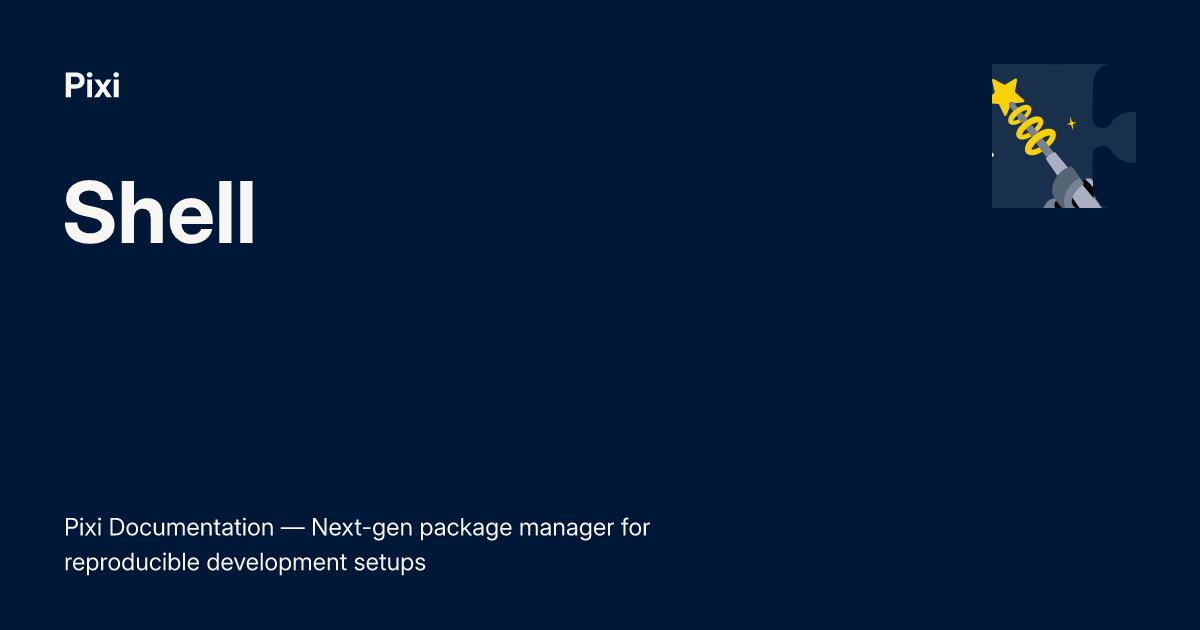 Pixi
Shell
Pixi Documentation — Next-gen package manager for
reproducible development setups